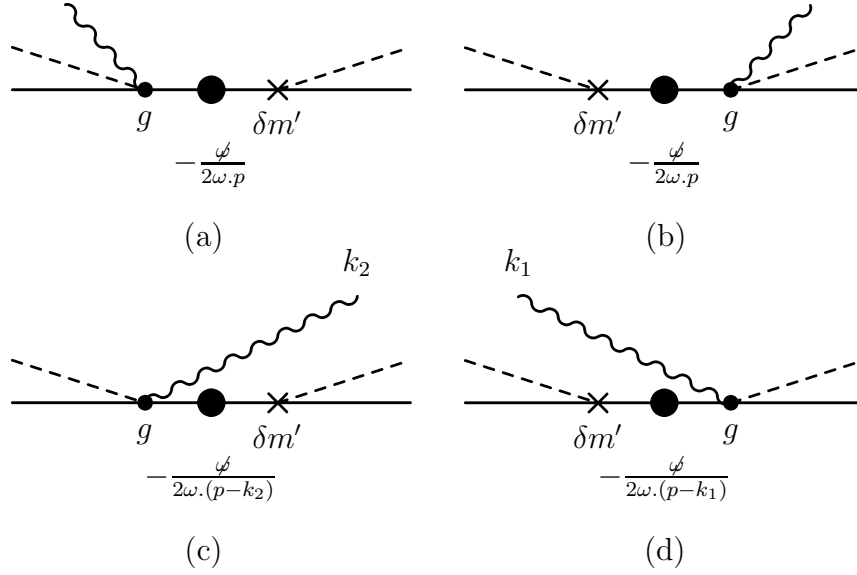 g δm′ δm′ g
−ω̸/2ω.p −ω̸/2ω.p
(a) (b)
k₂ k₁
g δm′ δm′ g
−ω̸/2ω.(p−k₂) −ω̸/2ω.(p−k₁)
(c) (d)